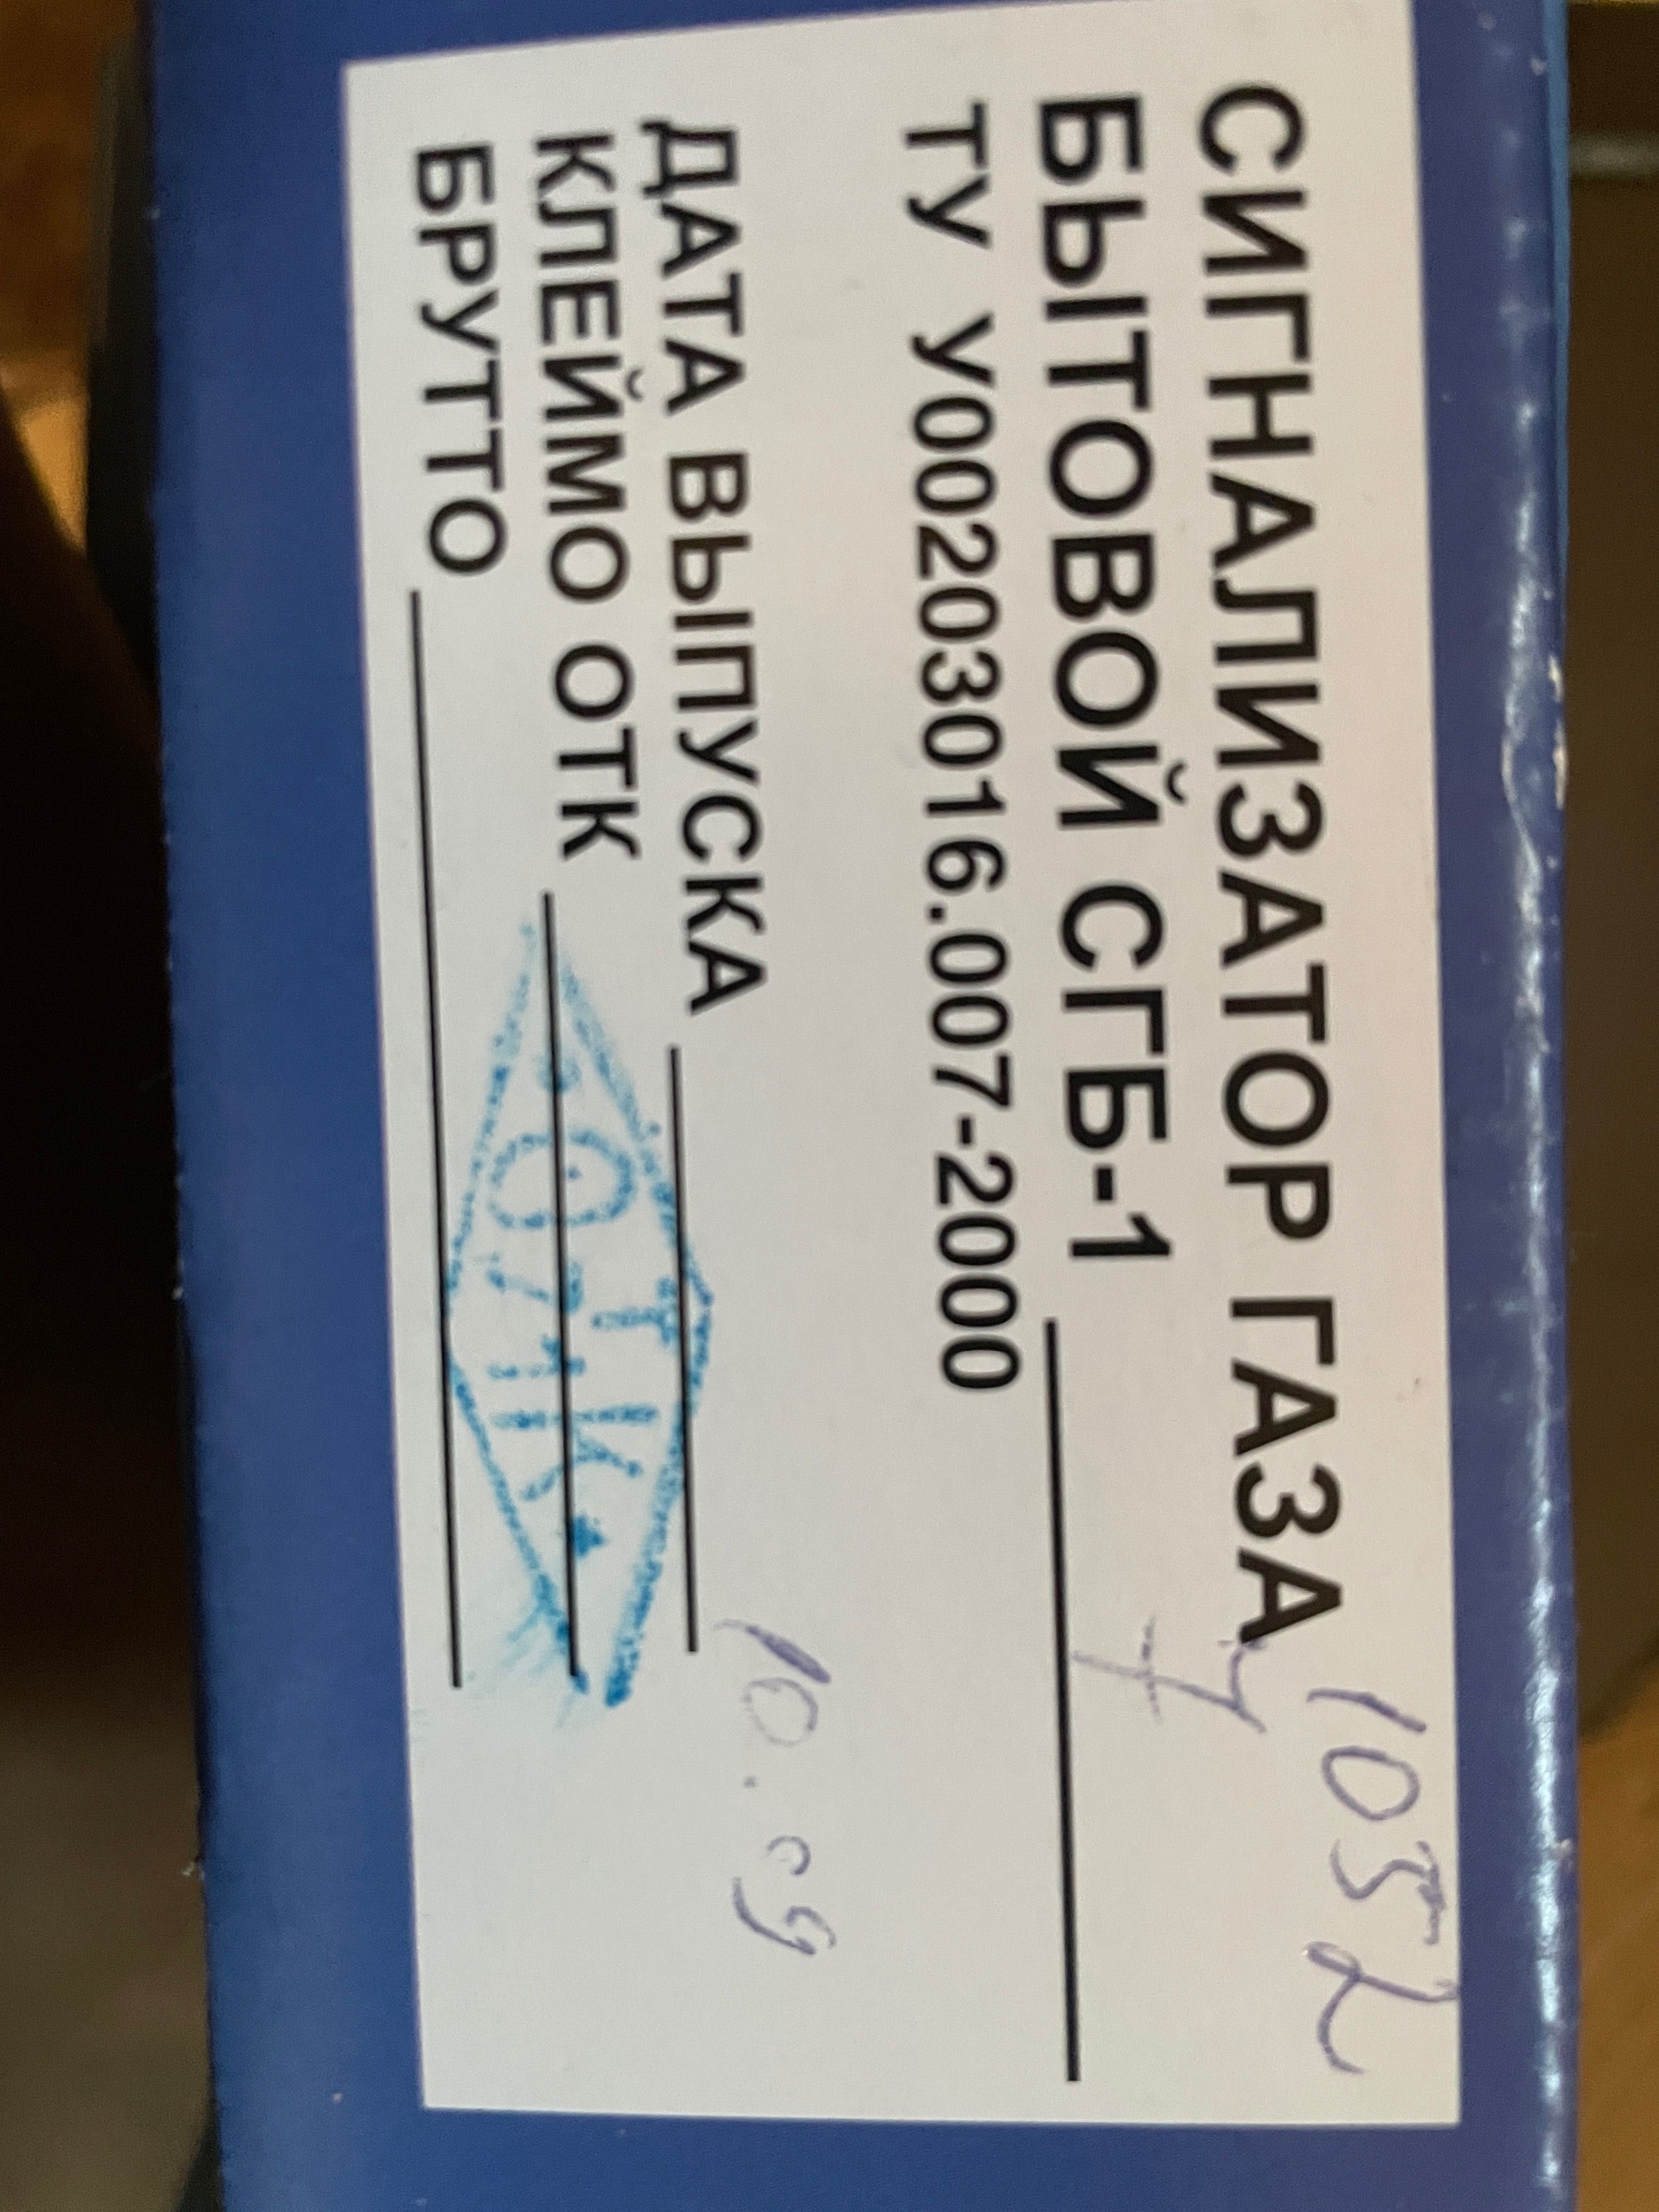 СИГНАЛИЗАТОР ГАЗА 1052
БЫТОВОЙ СГБ-1
ТУ У00203016.007-2000
ДАТА ВЫПУСКА 10.09
КЛЕЙМО ОТК
БРУТТО